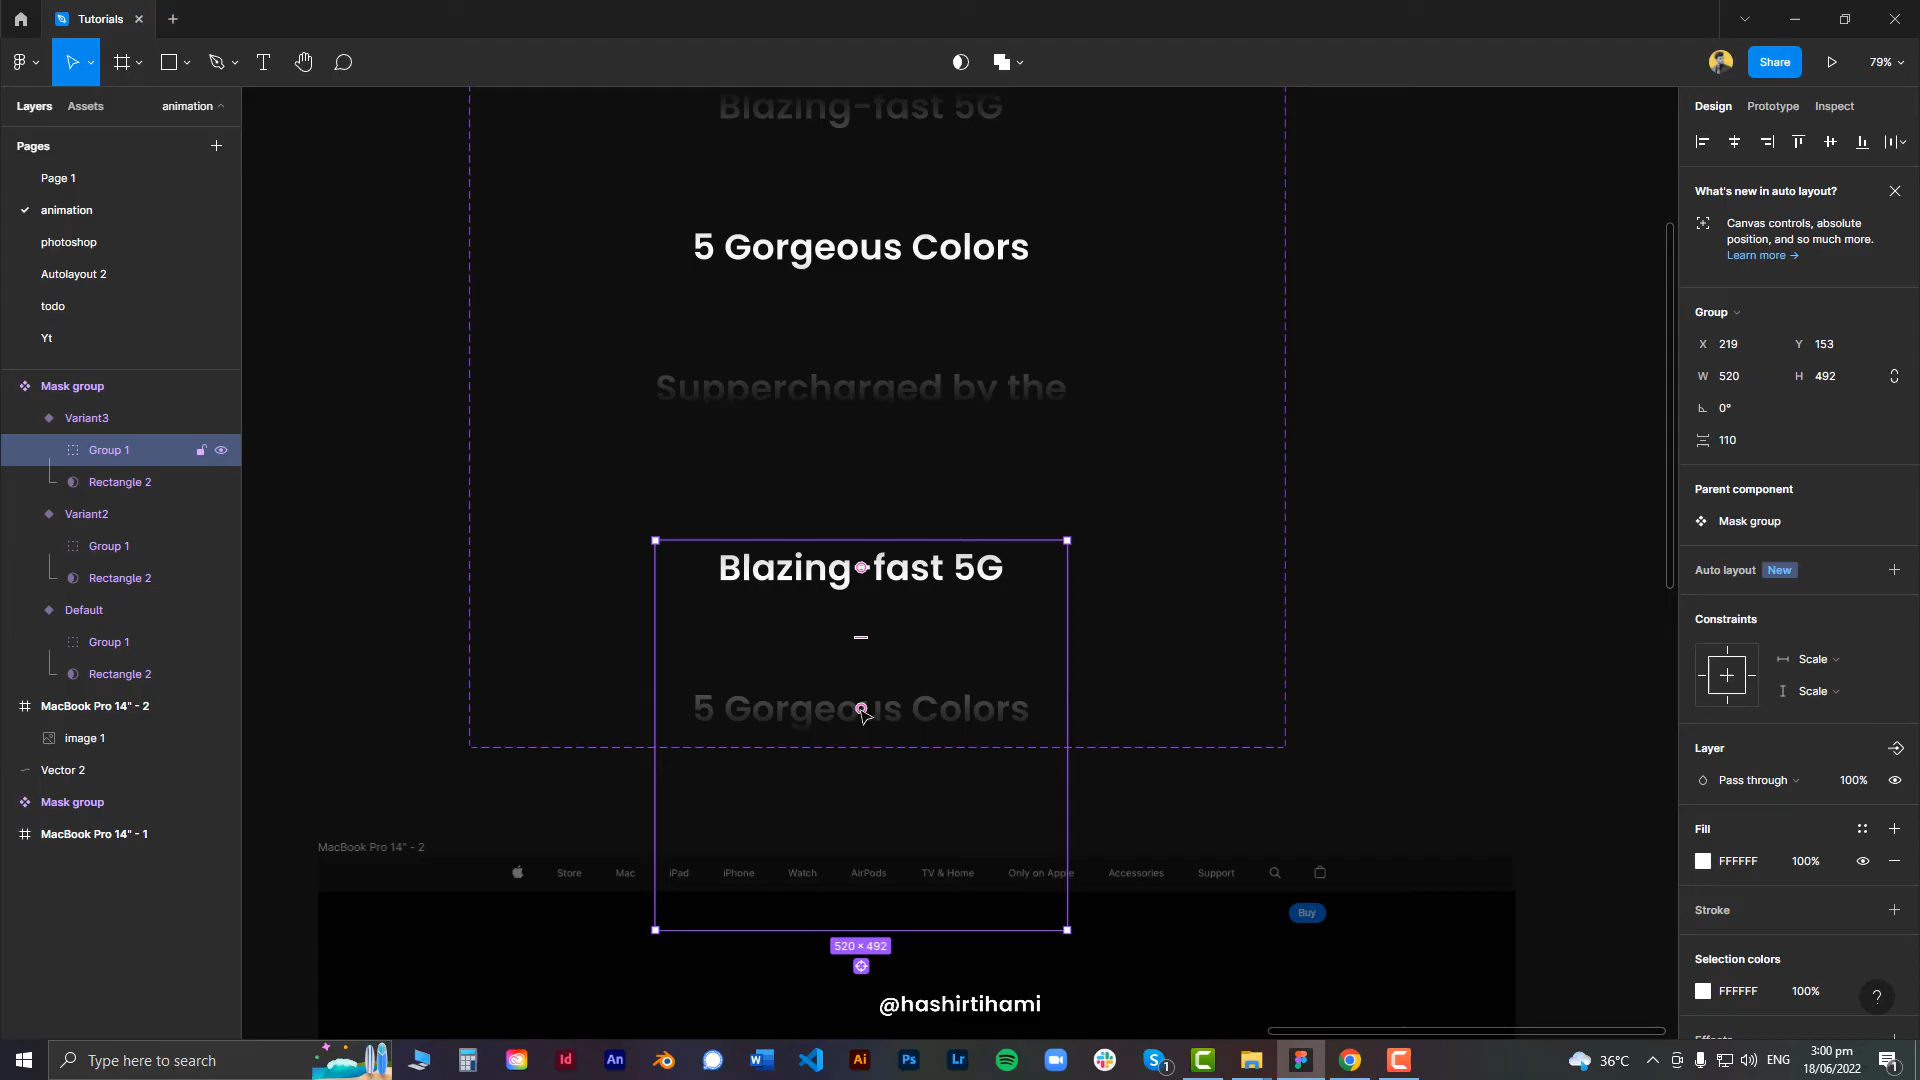 Tutorials
Share
79%
Layers
Assets
animation
Pages
Page 1
animation
photoshop
Autolayout 2
todo
Yt
Mask group
Variant3
Group 1
Rectangle 2
Variant2
Group 1
Rectangle 2
Default
Group 1
Rectangle 2
MacBook Pro 14" - 2
image 1
Vector 2
Mask group
MacBook Pro 14" - 1
Blazing-fast 5G
5 Gorgeous Colors
Suppercharged by the
Blazing-fast 5G
5 Gorgeous Colors
MacBook Pro 14" - 2
Store
Mac
iPad
iPhone
Watch
AirPods
TV & Home
Only on Apple
Accessories
Support
Buy
520 × 492
@hashirtihami
Design
Prototype
Inspect
What's new in auto layout?
Canvas controls, absolute
position, and so much more.
Learn more →
Group
X 219 Y 153
W 520 H 492
0°
110
Parent component
Mask group
Auto layout New
Constraints
Scale
Scale
Layer
Pass through 100%
Fill
FFFFFF 100%
Stroke
Selection colors
FFFFFF 100%
?
Type here to search
36°C
ENG
3:00 pm
18/06/2022